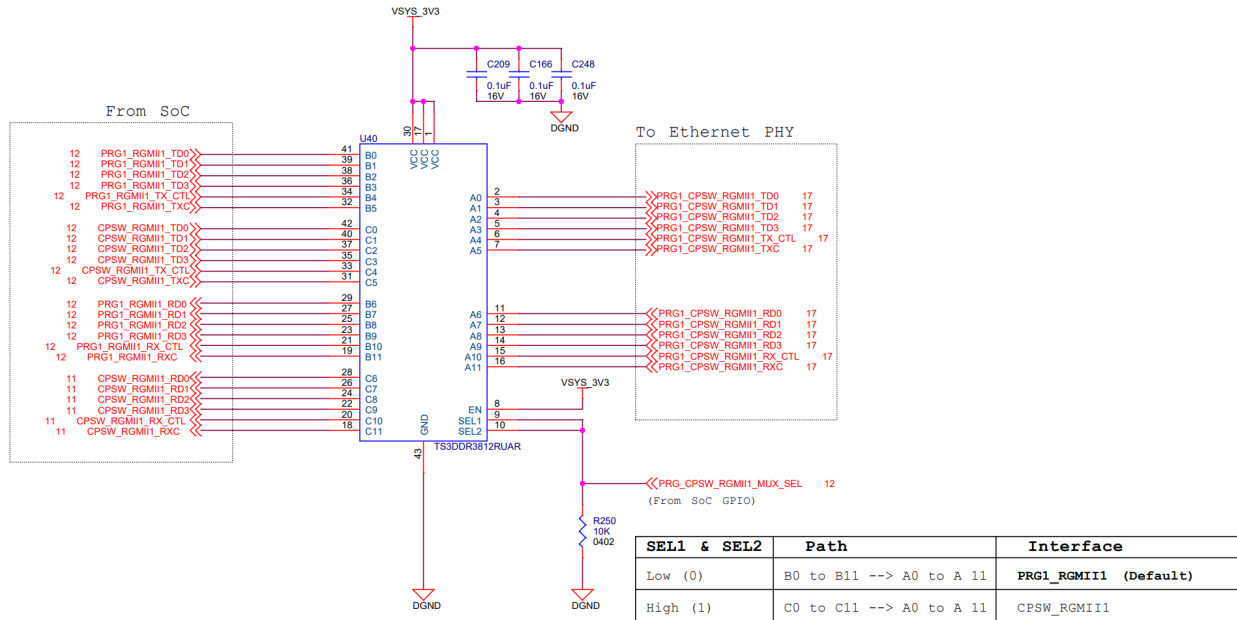 VSYS_3V3
C209 C166 C248
0.1uF 0.1uF 0.1uF
16V 16V 16V
DGND
From SoC
To Ethernet PHY
U40
30 17 1
VCC VCC VCC
12 PRG1_RGMII1_TD0 41 B0
12 PRG1_RGMII1_TD1 39 B1
12 PRG1_RGMII1_TD2 38 B2
12 PRG1_RGMII1_TD3 36 B3
12 PRG1_RGMII1_TX_CTL 34 B4
12 PRG1_RGMII1_TXC 32 B5
12 CPSW_RGMII1_TD0 42 C0
12 CPSW_RGMII1_TD1 40 C1
12 CPSW_RGMII1_TD2 37 C2
12 CPSW_RGMII1_TD3 35 C3
12 CPSW_RGMII1_TX_CTL 33 C4
12 CPSW_RGMII1_TXC 31 C5
12 PRG1_RGMII1_RD0 29 B6
12 PRG1_RGMII1_RD1 27 B7
12 PRG1_RGMII1_RD2 25 B8
12 PRG1_RGMII1_RD3 23 B9
12 PRG1_RGMII1_RX_CTL 21 B10
12 PRG1_RGMII1_RXC 19 B11
11 CPSW_RGMII1_RD0 28 C6
11 CPSW_RGMII1_RD1 26 C7
11 CPSW_RGMII1_RD2 24 C8
11 CPSW_RGMII1_RD3 22 C9
11 CPSW_RGMII1_RX_CTL 20 C10
11 CPSW_RGMII1_RXC 18 C11
A0 2 PRG1_CPSW_RGMII1_TD0 17
A1 3 PRG1_CPSW_RGMII1_TD1 17
A2 4 PRG1_CPSW_RGMII1_TD2 17
A3 5 PRG1_CPSW_RGMII1_TD3 17
A4 6 PRG1_CPSW_RGMII1_TX_CTL 17
A5 7 PRG1_CPSW_RGMII1_TXC 17
A6 11 PRG1_CPSW_RGMII1_RD0 17
A7 12 PRG1_CPSW_RGMII1_RD1 17
A8 13 PRG1_CPSW_RGMII1_RD2 17
A9 14 PRG1_CPSW_RGMII1_RD3 17
A10 15 PRG1_CPSW_RGMII1_RX_CTL 17
A11 16 PRG1_CPSW_RGMII1_RXC 17
VSYS_3V3
EN 8
SEL1 9
SEL2 10
GND
43
TS3DDR3812RUAR
PRG_CPSW_RGMII1_MUX_SEL 12
(From SoC GPIO)
R250
10K
0402
DGND
DGND
SEL1 & SEL2 Path Interface
Low (0) B0 to B11 --> A0 to A 11 PRG1_RGMII1 (Default)
High (1) C0 to C11 --> A0 to A 11 CPSW_RGMII1